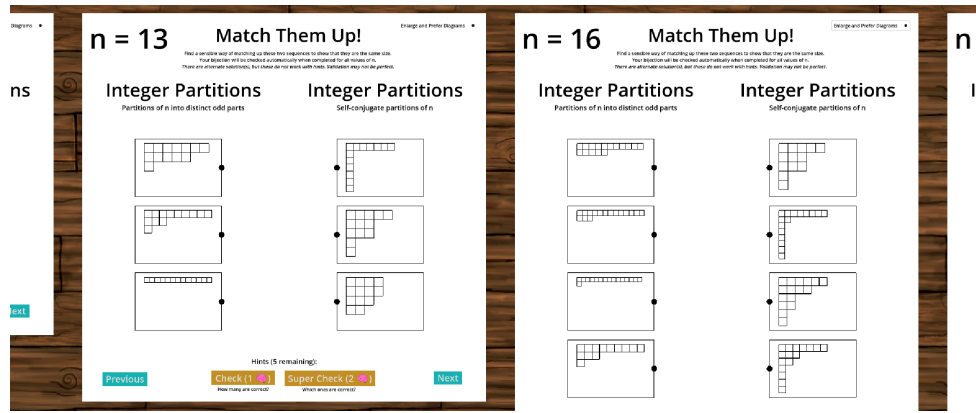 Diagrams
ns
Next
n = 13
Enlarge and Prefer Diagrams
Match Them Up!
Find a sensible way of matching up these two sequences to show that they are the same size.
Your bijection will be checked automatically when completed for all values of n.
There are alternate solution(s), but these do not work with hints. Validation may not be perfect.
Integer Partitions
Integer Partitions
Partitions of n into distinct odd parts
Self-conjugate partitions of n
Hints (5 remaining):
Previous
Check (1 🧠)
Super Check (2 🧠)
Next
How many are correct?
Which ones are correct?
n = 16
Enlarge and Prefer Diagrams
Match Them Up!
Find a sensible way of matching up these two sequences to show that they are the same size.
Your bijection will be checked automatically when completed for all values of n.
There are alternate solution(s), but these do not work with hints. Validation may not be perfect.
Integer Partitions
Integer Partitions
Partitions of n into distinct odd parts
Self-conjugate partitions of n
n
I